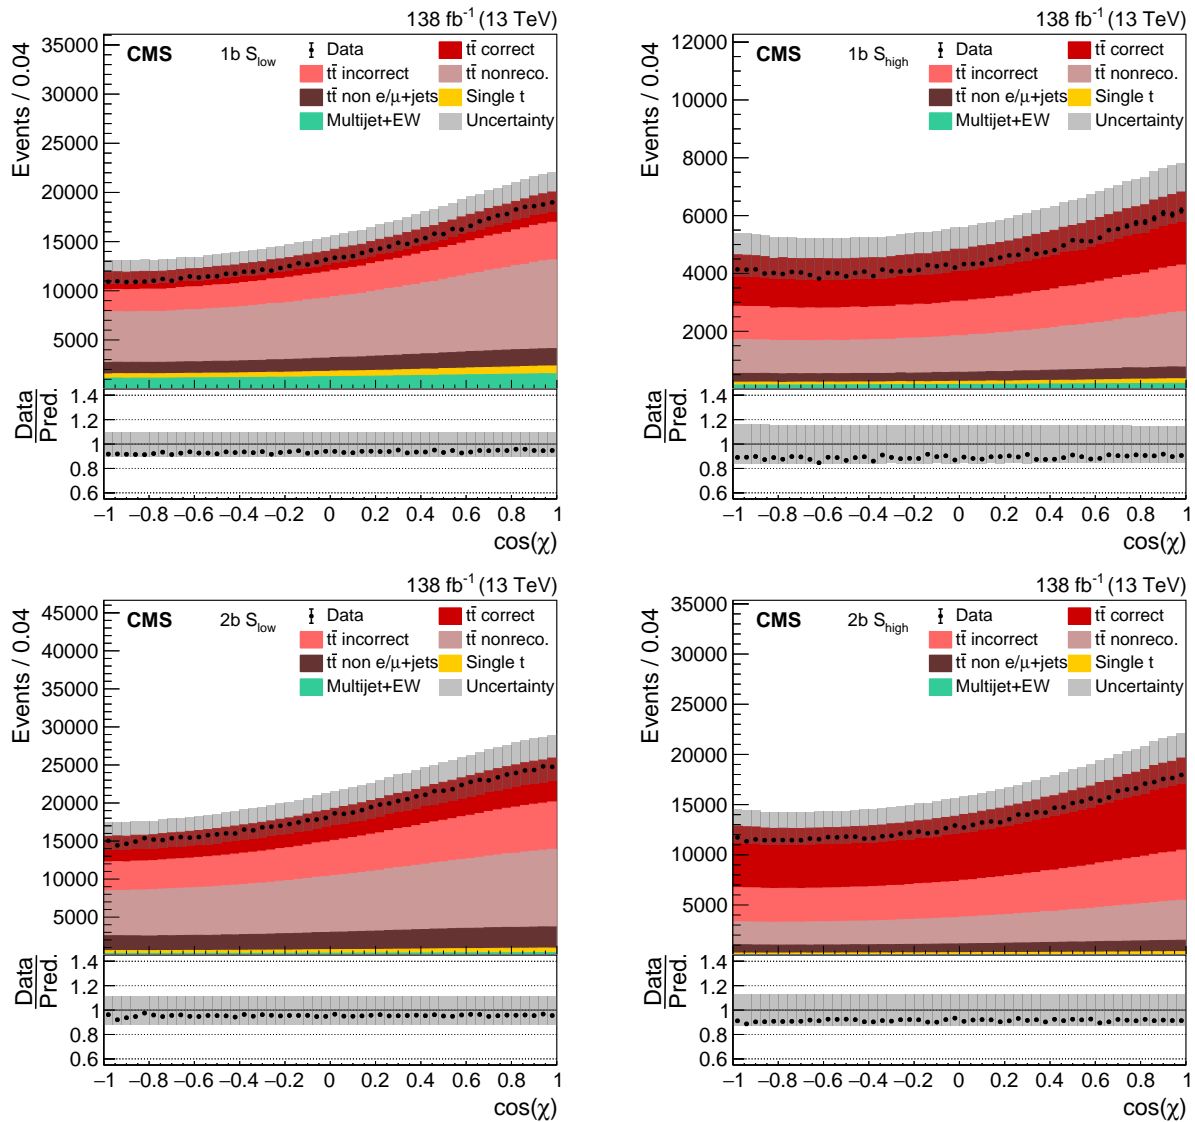 138 fb⁻¹ (13 TeV)
CMS 1b S_low
Data
tt̄ correct
tt̄ incorrect
tt̄ nonreco.
tt̄ non e/μ+jets
Single t
Multijet+EW
Uncertainty
Events / 0.04
35000
30000
25000
20000
15000
10000
5000
Data
Pred.
1.4
1.2
1
0.8
0.6
−1 −0.8 −0.6 −0.4 −0.2 0 0.2 0.4 0.6 0.8 1
cos(χ)
138 fb⁻¹ (13 TeV)
CMS 1b S_high
Data
tt̄ correct
tt̄ incorrect
tt̄ nonreco.
tt̄ non e/μ+jets
Single t
Multijet+EW
Uncertainty
Events / 0.04
12000
10000
8000
6000
4000
2000
Data
Pred.
1.4
1.2
1
0.8
0.6
−1 −0.8 −0.6 −0.4 −0.2 0 0.2 0.4 0.6 0.8 1
cos(χ)
138 fb⁻¹ (13 TeV)
CMS 2b S_low
Data
tt̄ correct
tt̄ incorrect
tt̄ nonreco.
tt̄ non e/μ+jets
Single t
Multijet+EW
Uncertainty
Events / 0.04
45000
40000
35000
30000
25000
20000
15000
10000
5000
Data
Pred.
1.4
1.2
1
0.8
0.6
−1 −0.8 −0.6 −0.4 −0.2 0 0.2 0.4 0.6 0.8 1
cos(χ)
138 fb⁻¹ (13 TeV)
CMS 2b S_high
Data
tt̄ correct
tt̄ incorrect
tt̄ nonreco.
tt̄ non e/μ+jets
Single t
Multijet+EW
Uncertainty
Events / 0.04
35000
30000
25000
20000
15000
10000
5000
Data
Pred.
1.4
1.2
1
0.8
0.6
−1 −0.8 −0.6 −0.4 −0.2 0 0.2 0.4 0.6 0.8 1
cos(χ)